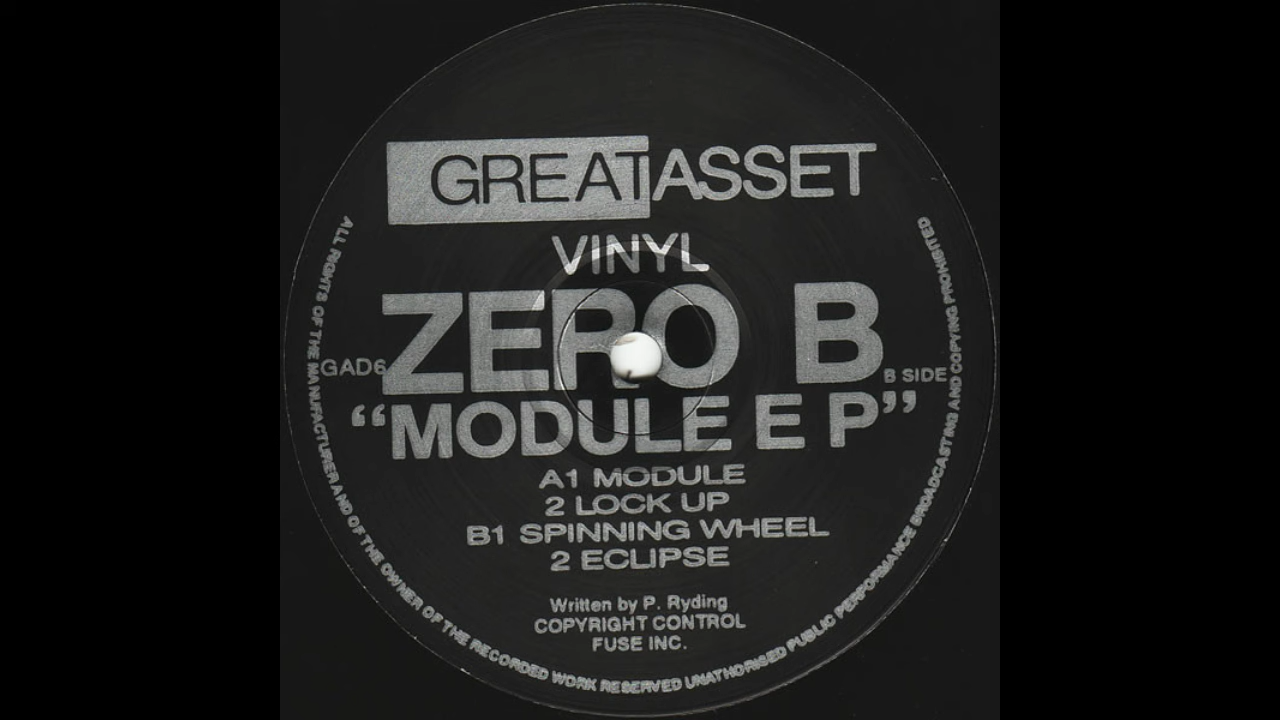 GREAT ASSET
VINYL
ZERO B
GAD6
B SIDE
“MODULE E P”
A1 MODULE
2 LOCK UP
B1 SPINNING WHEEL
2 ECLIPSE
Written by P. Ryding
COPYRIGHT CONTROL
FUSE INC.
ALL RIGHTS OF THE MANUFACTURER AND OF THE OWNER OF THE RECORDED WORK RESERVED UNATHORISED PUBLIC PERFORMANCE BROADCASTING AND COPYING PROHIBITED